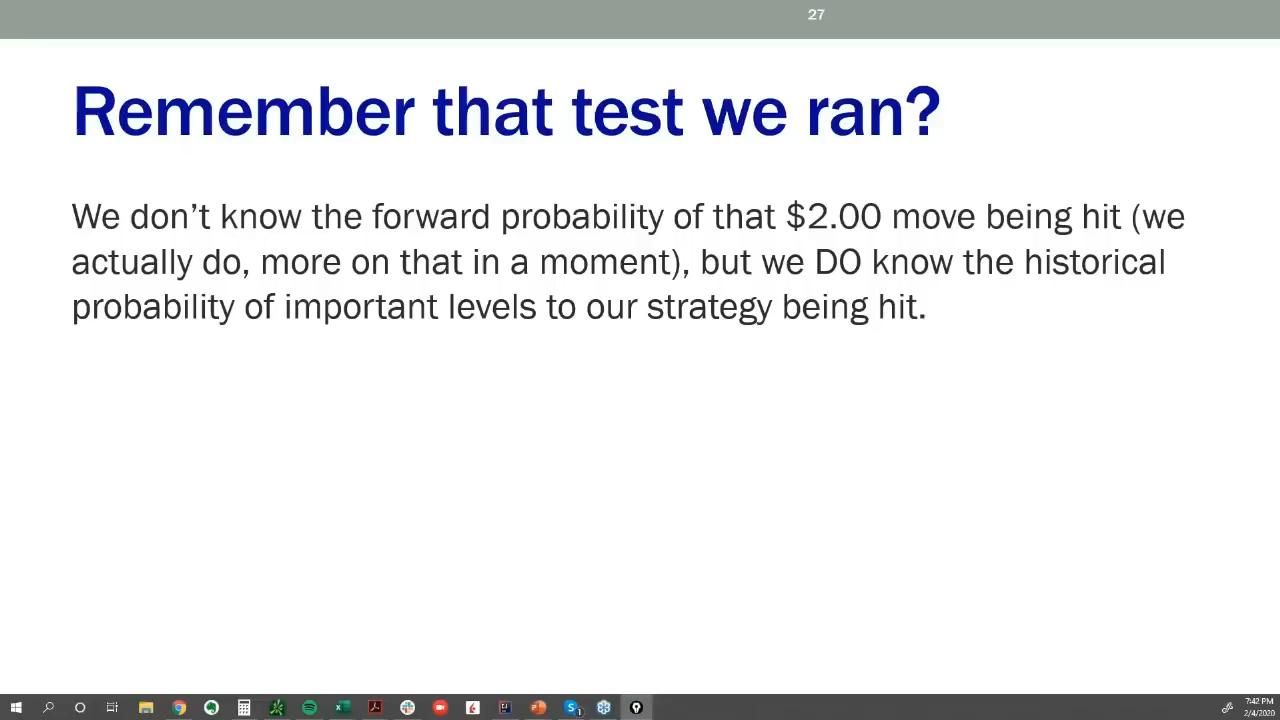 27
Remember that test we ran?
We don’t know the forward probability of that $2.00 move being hit (we
actually do, more on that in a moment), but we DO know the historical
probability of important levels to our strategy being hit.
7:42 PM
2/4/2020